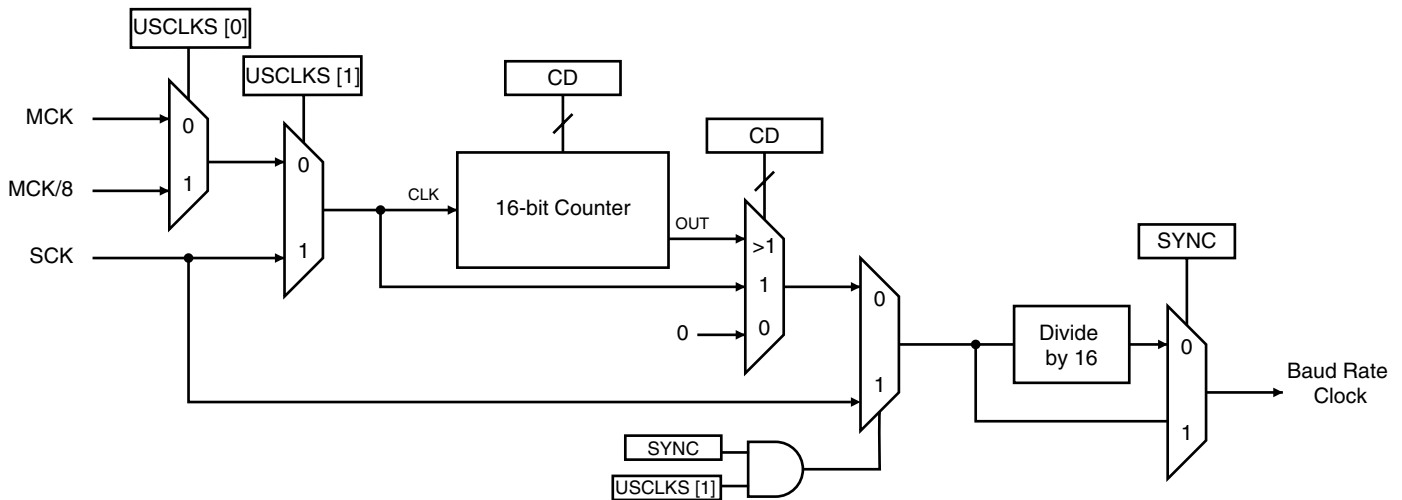 USCLKS [0]
USCLKS [1]
CD
MCK
0
CD
0
MCK/8
1
CLK
16-bit Counter
OUT
SYNC
SCK
1
>1
1
0
0
0
Divide
by 16
0
Baud Rate
Clock
1
1
SYNC
USCLKS [1]